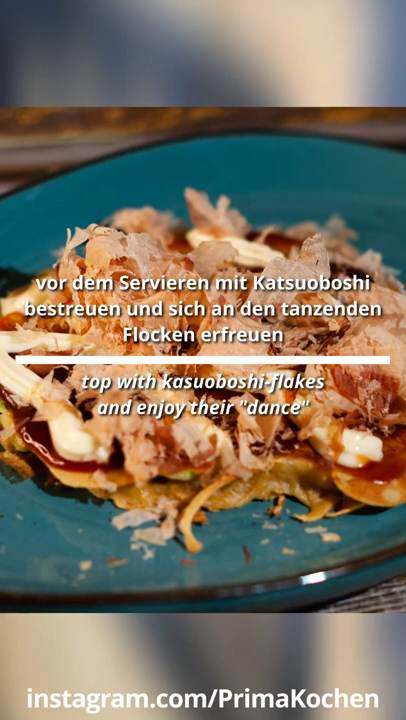 vor dem Servieren mit Katsuoboshi
bestreuen und sich an den tanzenden
Flocken erfreuen
top with kasuoboshi-flakes
and enjoy their "dance"
instagram.com/PrimaKochen